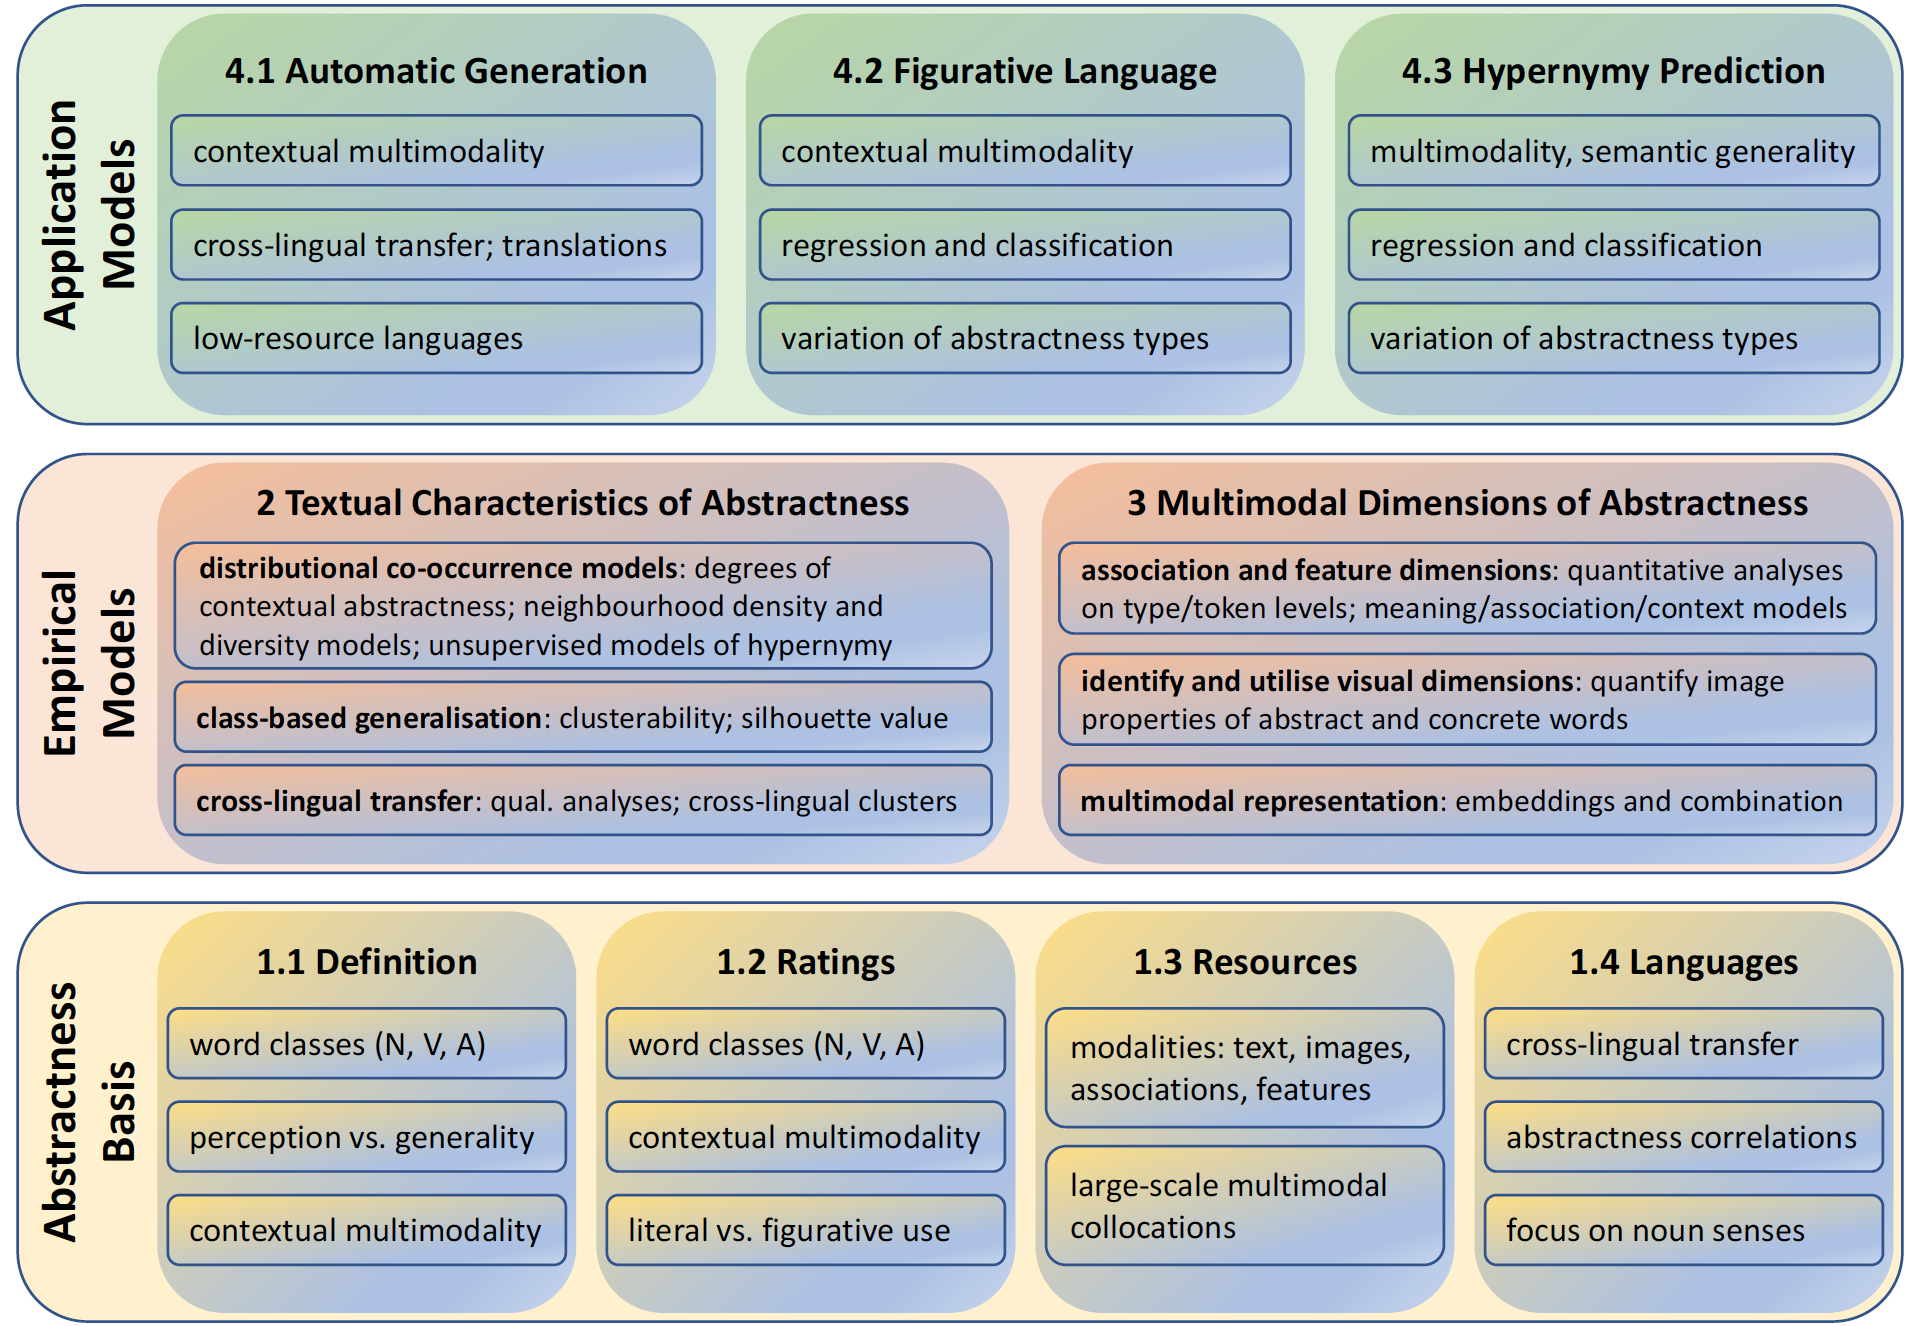 Application
Models
4.1 Automatic Generation
contextual multimodality
cross-lingual transfer; translations
low-resource languages
4.2 Figurative Language
contextual multimodality
regression and classification
variation of abstractness types
4.3 Hypernymy Prediction
multimodality, semantic generality
regression and classification
variation of abstractness types
Empirical
Models
2 Textual Characteristics of Abstractness
distributional co-occurrence models: degrees of
contextual abstractness; neighbourhood density and
diversity models; unsupervised models of hypernymy
class-based generalisation: clusterability; silhouette value
cross-lingual transfer: qual. analyses; cross-lingual clusters
3 Multimodal Dimensions of Abstractness
association and feature dimensions: quantitative analyses
on type/token levels; meaning/association/context models
identify and utilise visual dimensions: quantify image
properties of abstract and concrete words
multimodal representation: embeddings and combination
Abstractness
Basis
1.1 Definition
word classes (N, V, A)
perception vs. generality
contextual multimodality
1.2 Ratings
word classes (N, V, A)
contextual multimodality
literal vs. figurative use
1.3 Resources
modalities: text, images,
associations, features
large-scale multimodal
collocations
1.4 Languages
cross-lingual transfer
abstractness correlations
focus on noun senses